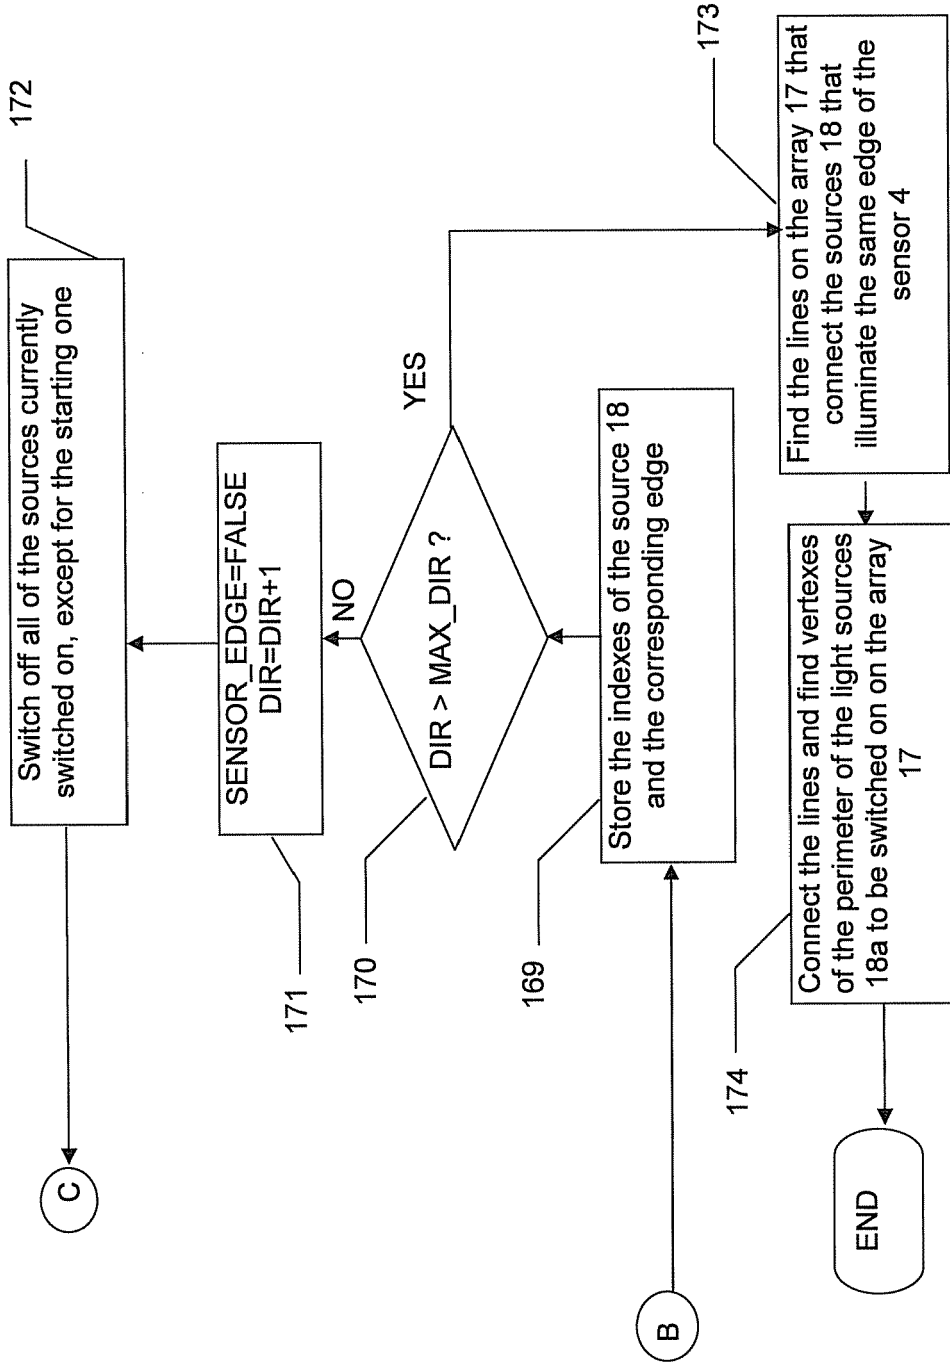 B
Store the indexes of the source 18
and the corresponding edge
169
DIR > MAX_DIR ?
170
NO
YES
SENSOR_EDGE=FALSE
DIR=DIR+1
171
Switch off all of the sources currently
switched on, except for the starting one
172
C
Find the lines on the array 17 that
connect the sources 18 that
illuminate the same edge of the
sensor 4
173
Connect the lines and find vertexes
of the perimeter of the light sources
18a to be switched on on the array
17
174
END